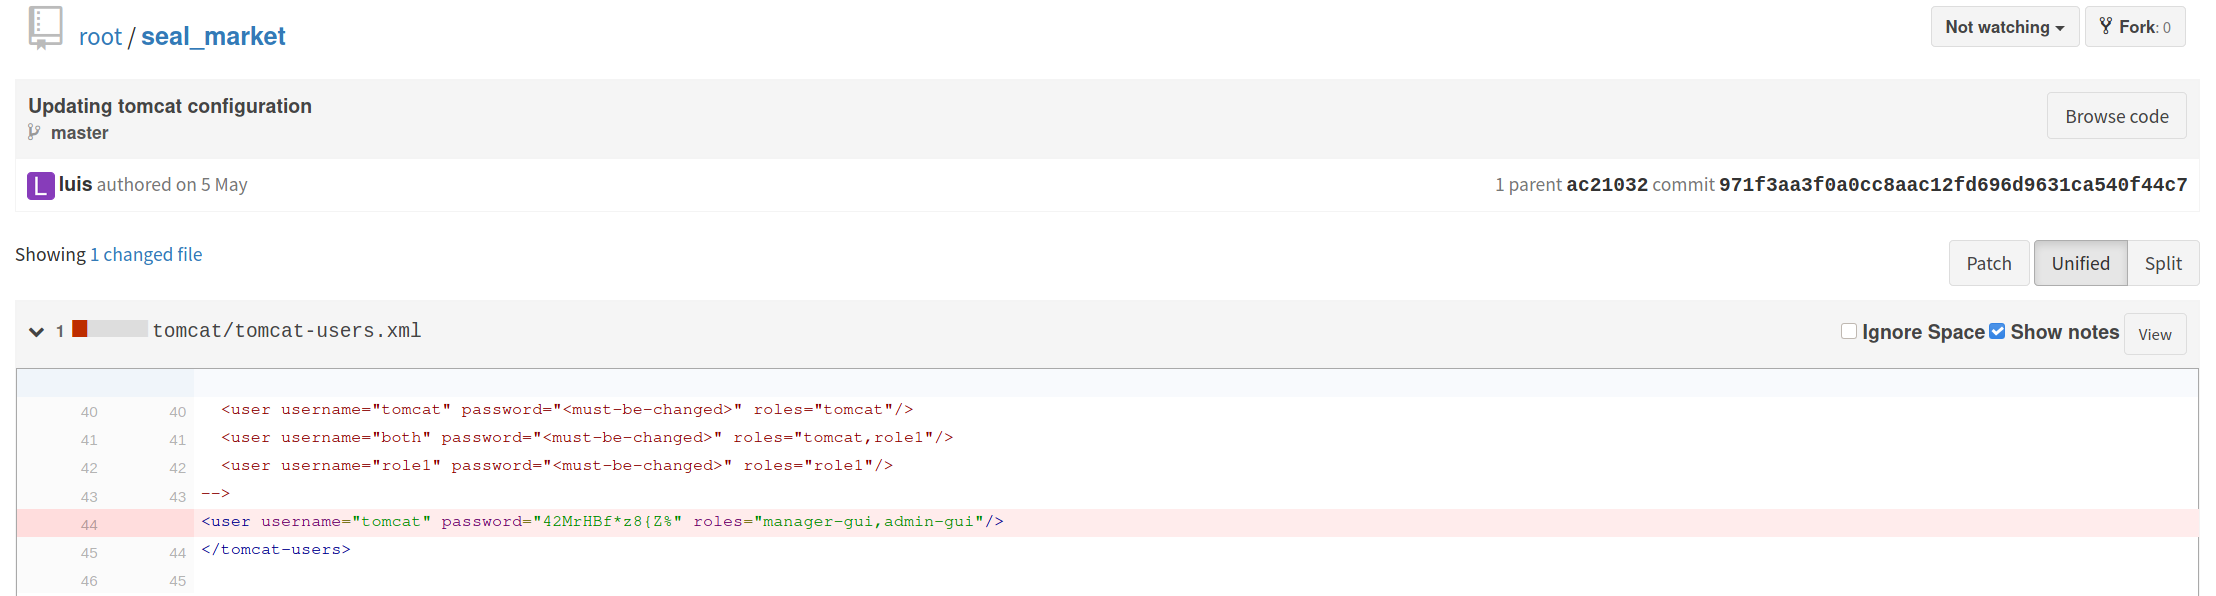 root / seal_market
Not watching
Fork: 0
Updating tomcat configuration
master
Browse code
L luis authored on 5 May
1 parent ac21032 commit 971f3aa3f0a0cc8aac12fd696d9631ca540f44c7
Showing 1 changed file
Patch Unified Split
1 tomcat/tomcat-users.xml
Ignore Space Show notes View
40 40 <user username="tomcat" password="<must-be-changed>" roles="tomcat"/>
41 41 <user username="both" password="<must-be-changed>" roles="tomcat,role1"/>
42 42 <user username="role1" password="<must-be-changed>" roles="role1"/>
43 43 -->
44 <user username="tomcat" password="42MrHBf*z8{Z%" roles="manager-gui,admin-gui"/>
45 44 </tomcat-users>
46 45